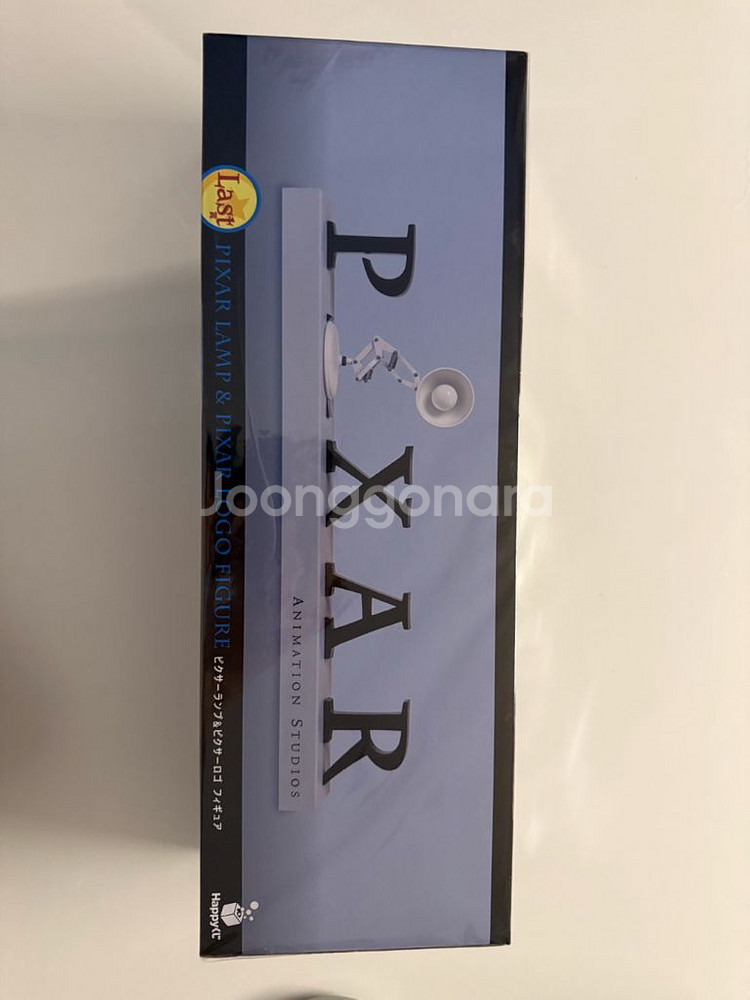 P XAR
ANIMATION STUDIOS
Last
PIXAR LAMP & PIXAR LOGO FIGURE
ピクサーランプ&ピクサーロゴ フィギュア
Happyくじ
Joonggonara